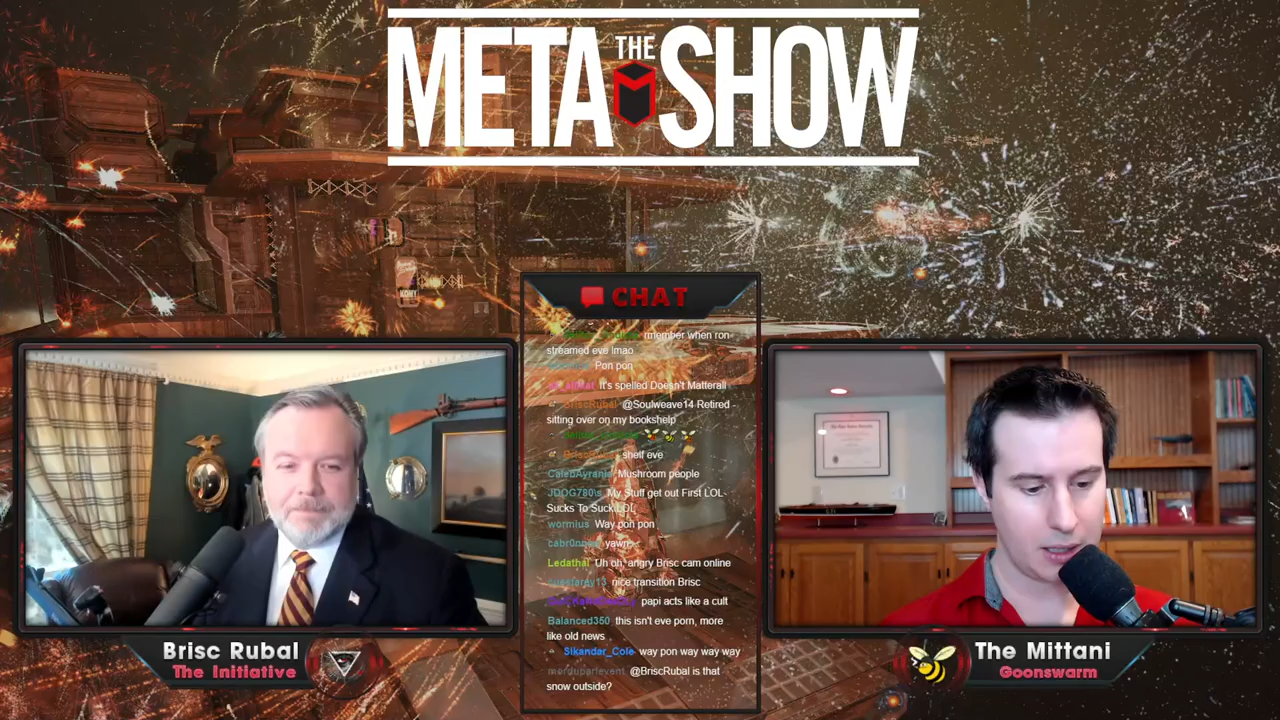 META THE SHOW
CHAT
rmember when ron
streamed eve lmao
Pon pon
It's spelled Doesn't Matterall
BriscRubal @Soulweave14 Retired -
sitting over on my bookshelp
shelf eve
CalebAyrania Mushroom people
JDOG780's My Stuff get out First LOL
Sucks To Suck LOL
wormius Way pon pon
yawn
Ledathal Uh oh, angry Brisc cam online
nice transition Brisc
papi acts like a cult
Balanced350 this isn't eve porn, more
like old news
Sikandar_Cole way pon way way way
@BriscRubal is that
snow outside?
Brisc Rubal
The Initiative
The Mittani
Goonswarm